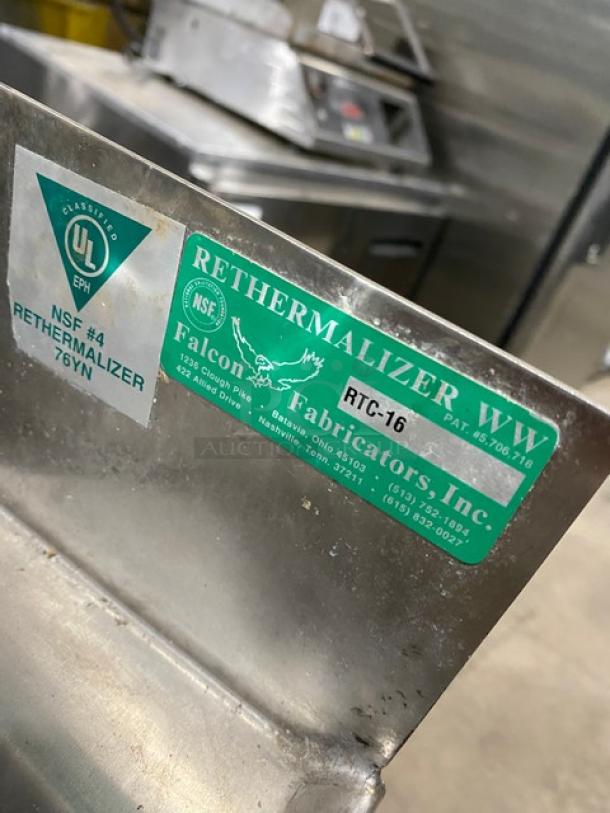 CLASSIFIED
UL
EPH
NSF #4
RETHERMALIZER
76YN
RETHERMALIZER WW
PAT. #5,706,718
NSF
RTC-16
Falcon Fabricators, Inc.
1236 Clough Pike · Batavia, Ohio 45103 · (513) 752-1894
422 Allied Drive · Nashville, Tenn. 37211 · (615) 832-0027